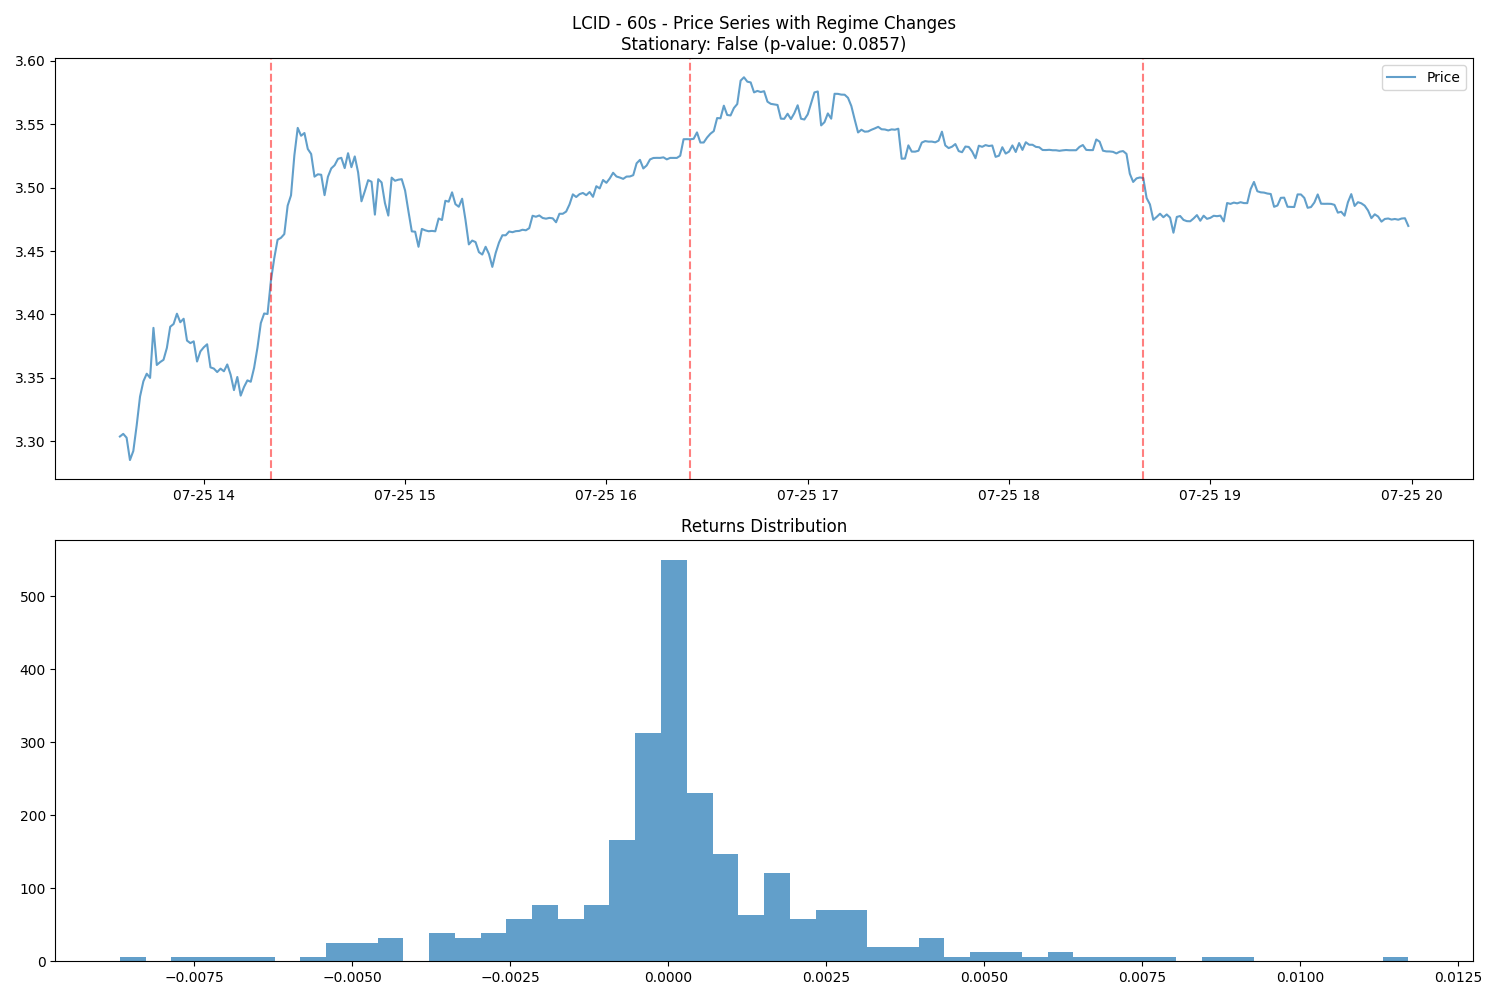 LCID - 60s - Price Series with Regime Changes
Stationary: False (p-value: 0.0857)
Price
3.60
3.55
3.50
3.45
3.40
3.35
3.30
07-25 14 07-25 15 07-25 16 07-25 17 07-25 18 07-25 19 07-25 20
Returns Distribution
500
400
300
200
100
0
−0.0075 −0.0050 −0.0025 0.0000 0.0025 0.0050 0.0075 0.0100 0.0125